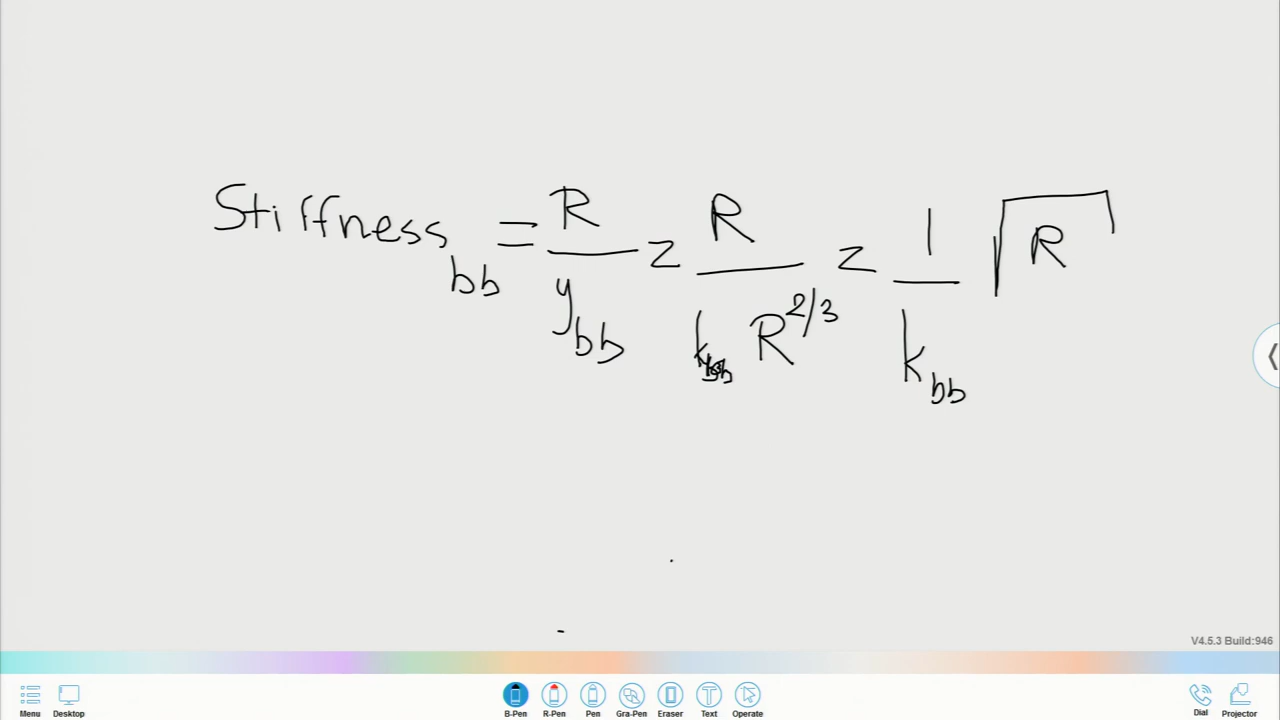 Stiffness_bb = R/y_bb = R/(k_bb R^2/3) = 1/k_bb √R
V4.5.3 Build:946
Menu Desktop B-Pen R-Pen Pen Gra-Pen Eraser Text Operate Dial Projector